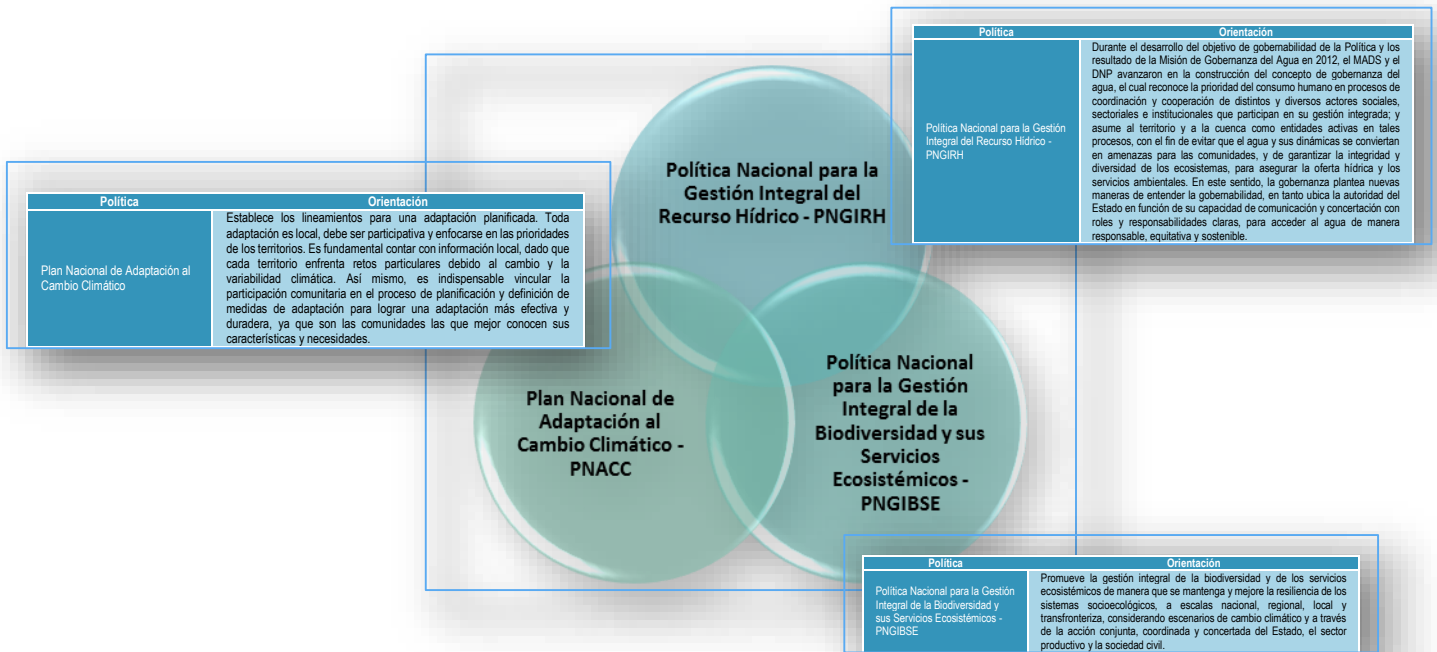 Política Orientación
Política Nacional para la Gestión
Integral del Recurso Hídrico -
PNGIRH
Durante el desarrollo del objetivo de gobernabilidad de la Política y los
resultado de la Misión de Gobernanza del Agua en 2012, el MADS y el
DNP avanzaron en la construcción del concepto de gobernanza del
agua, el cual reconoce la prioridad del consumo humano en procesos de
coordinación y cooperación de distintos y diversos actores sociales,
sectoriales e institucionales que participan en su gestión integrada; y
asume al territorio y a la cuenca como entidades activas en tales
procesos, con el fin de evitar que el agua y sus dinámicas se conviertan
en amenazas para las comunidades, y de garantizar la integridad y
diversidad de los ecosistemas, para asegurar la oferta hídrica y los
servicios ambientales. En este sentido, la gobernanza plantea nuevas
maneras de entender la gobernabilidad, en tanto ubica la autoridad del
Estado en función de su capacidad de comunicación y concertación con
roles y responsabilidades claras, para acceder al agua de manera
responsable, equitativa y sostenible.
Política Nacional para la
Gestión Integral del
Recurso Hídrico - PNGIRH
Política Orientación
Plan Nacional de Adaptación al
Cambio Climático
Establece los lineamientos para una adaptación planificada. Toda
adaptación es local, debe ser participativa y enfocarse en las prioridades
de los territorios. Es fundamental contar con información local, dado que
cada territorio enfrenta retos particulares debido al cambio y la
variabilidad climática. Así mismo, es indispensable vincular la
participación comunitaria en el proceso de planificación y definición de
medidas de adaptación para lograr una adaptación más efectiva y
duradera, ya que son las comunidades las que mejor conocen sus
características y necesidades.
Plan Nacional de
Adaptación al
Cambio Climático -
PNACC
Política Nacional
para la Gestión
Integral de la
Biodiversidad y sus
Servicios
Ecosistémicos -
PNGIBSE
Política Orientación
Política Nacional para la Gestión
Integral de la Biodiversidad y
sus Servicios Ecosistémicos -
PNGIBSE
Promueve la gestión integral de la biodiversidad y de los servicios
ecosistémicos de manera que se mantenga y mejore la resiliencia de los
sistemas socioecológicos, a escalas nacional, regional, local y
transfronteriza, considerando escenarios de cambio climático y a través
de la acción conjunta, coordinada y concertada del Estado, el sector
productivo y la sociedad civil.